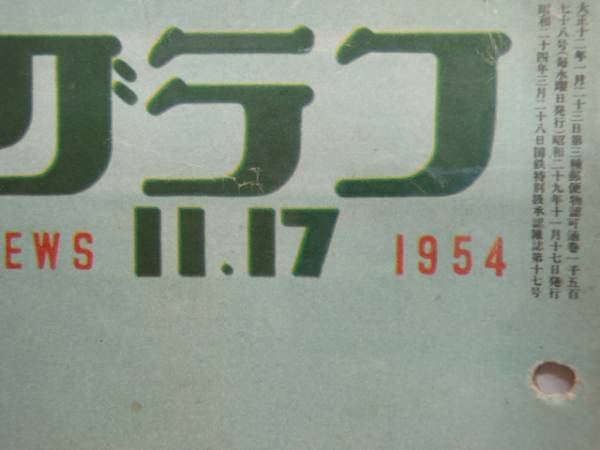 グラフ
EWS 11.17 1954
大正十二年一月二十三日第三種郵便物認可通巻一千五百
七十八号(毎水曜日発行)昭和二十九年十一月十七日発行
昭和二十四年三月二十八日国鉄特別扱承認雑誌第十七号